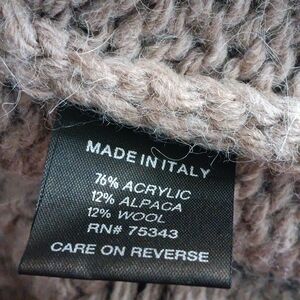 MADE IN ITALY
76% ACRYLIC
12% ALPACA
12% WOOL
RN# 75343
CARE ON REVERSE